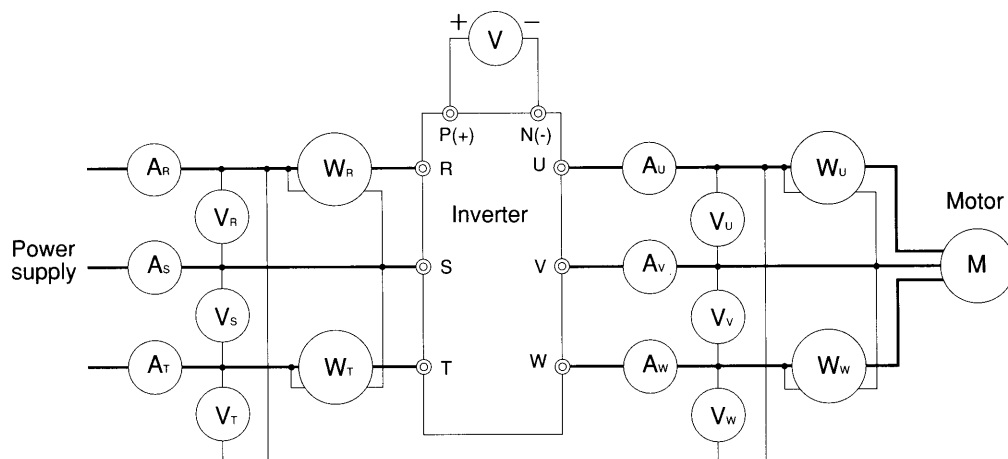 + V −
P(+) N(-)
AR WR R U AU WU
VR Inverter VU Motor
Power supply
AS S V AV M
VS VV
AT WT T W AW WW
VT VW